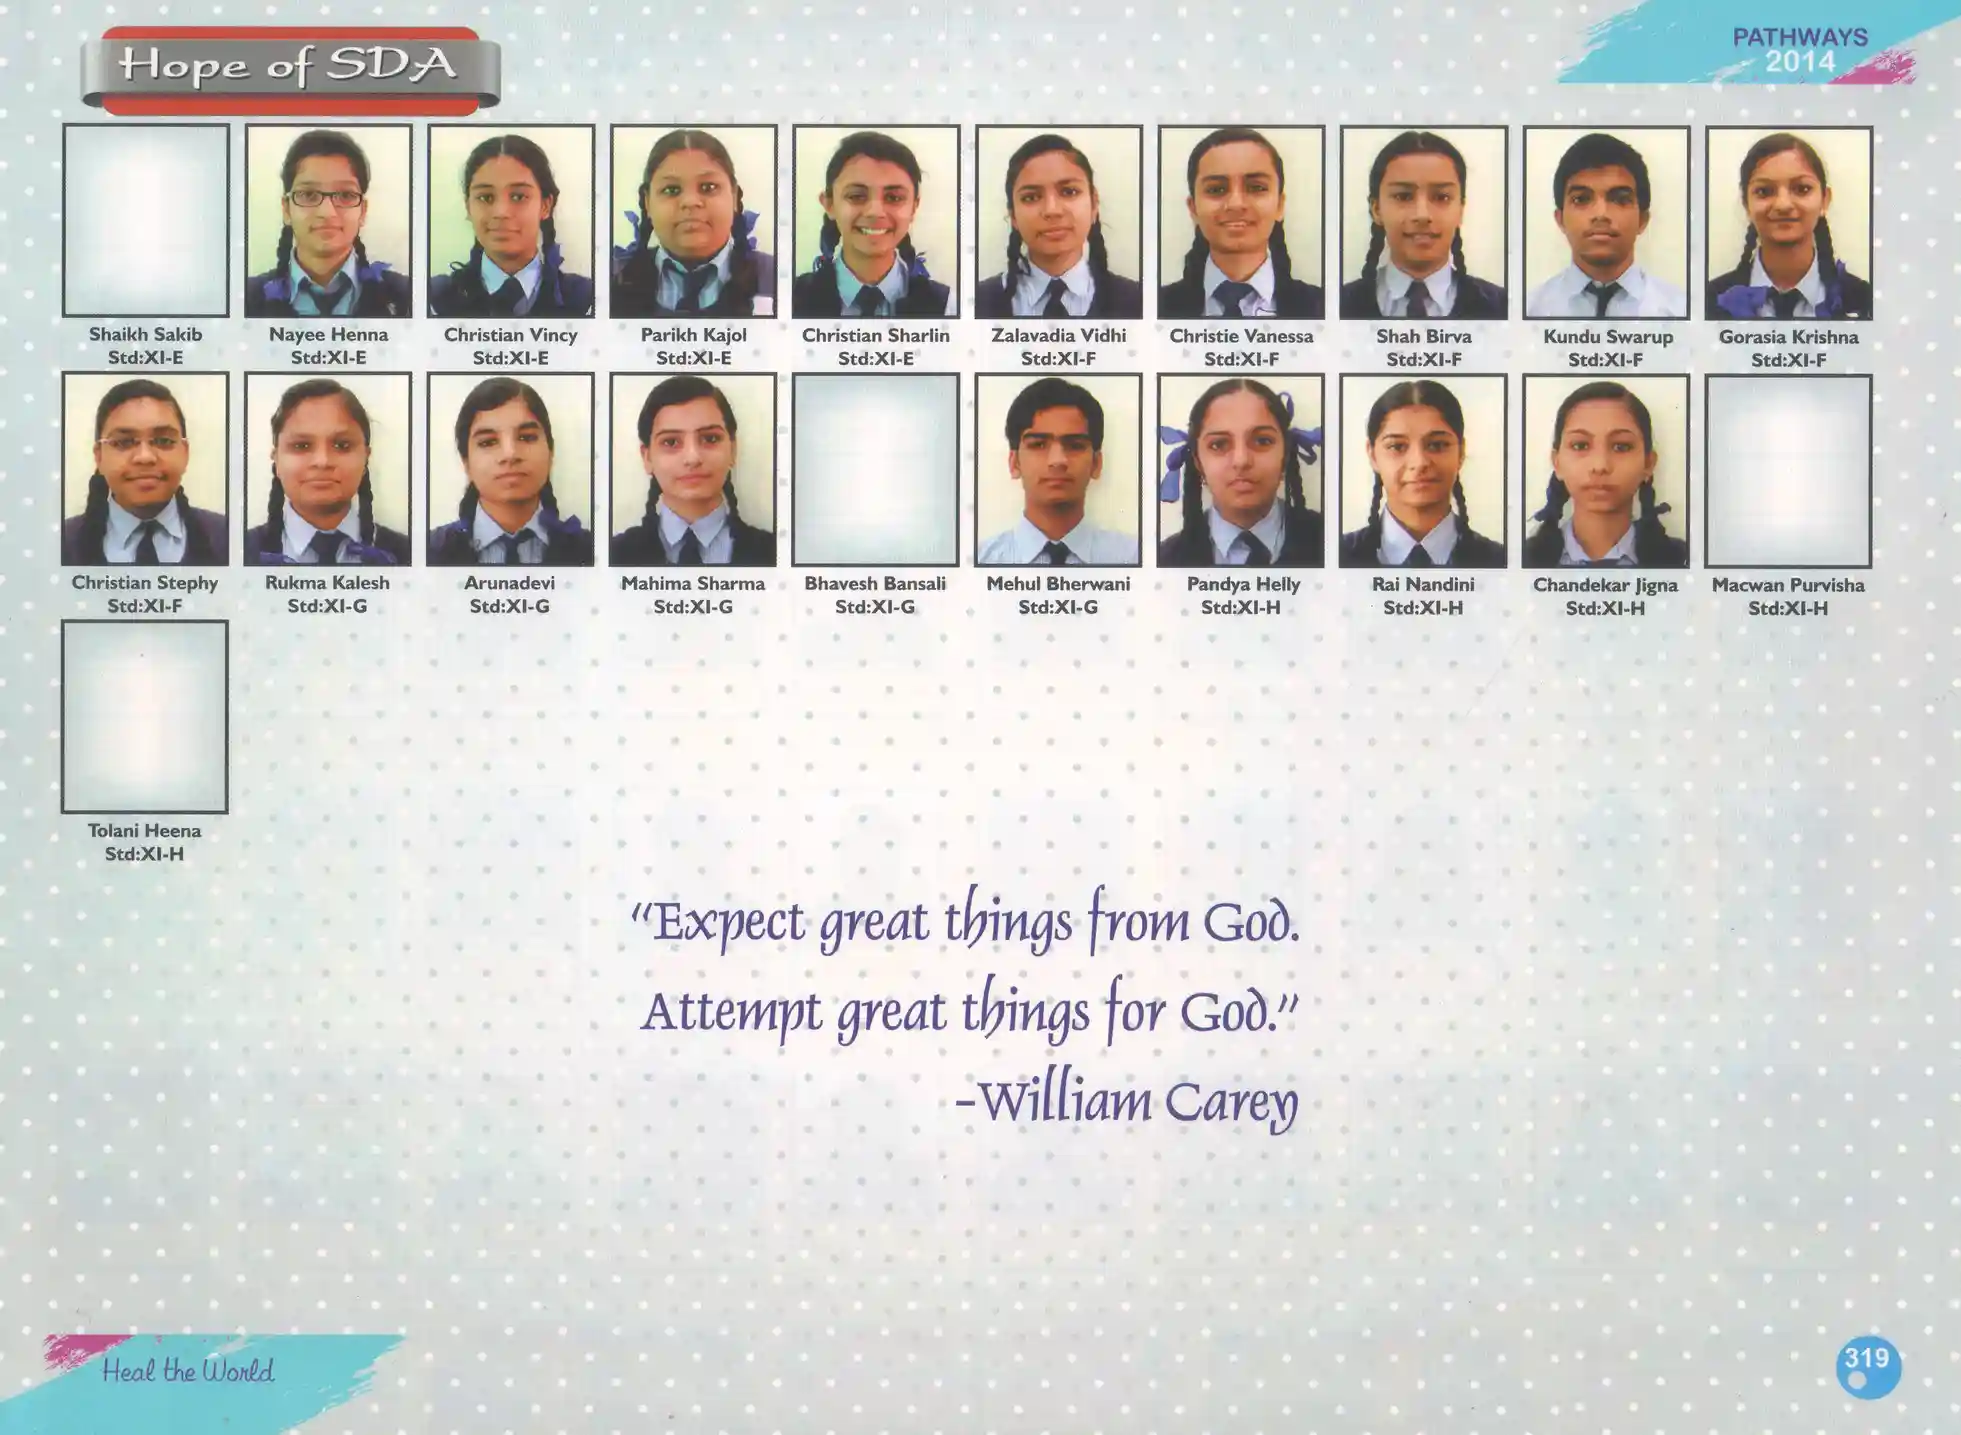 Hope of SDA
PATHWAYS
2014
Shaikh Sakib
Std:XI-E
Nayee Henna
Std:XI-E
Christian Vincy
Std:XI-E
Parikh Kajol
Std:XI-E
Christian Sharlin
Std:XI-E
Zalavadia Vidhi
Std:XI-F
Christie Vanessa
Std:XI-F
Shah Birva
Std:XI-F
Kundu Swarup
Std:XI-F
Gorasia Krishna
Std:XI-F
Christian Stephy
Std:XI-F
Rukma Kalesh
Std:XI-G
Arunadevi
Std:XI-G
Mahima Sharma
Std:XI-G
Bhavesh Bansali
Std:XI-G
Mehul Bherwani
Std:XI-G
Pandya Helly
Std:XI-H
Rai Nandini
Std:XI-H
Chandekar Jigna
Std:XI-H
Macwan Purvisha
Std:XI-H
Tolani Heena
Std:XI-H
"Expect great things from God.
Attempt great things for God."
-William Carey
Heal the World
319